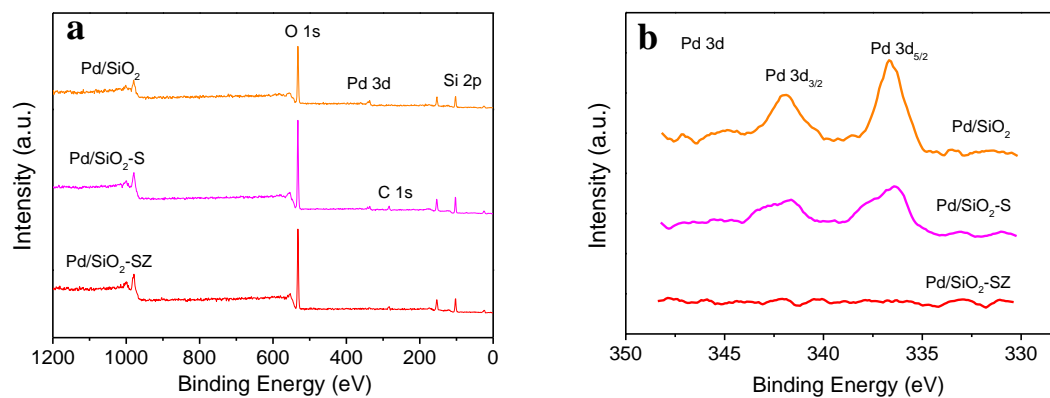 a
O 1s
Pd/SiO₂
Pd 3d
Si 2p
Pd/SiO₂-S
C 1s
Pd/SiO₂-SZ
Intensity (a.u.)
1200 1000 800 600 400 200 0
Binding Energy (eV)
b
Pd 3d
Pd 3d₅/₂
Pd 3d₃/₂
Pd/SiO₂
Pd/SiO₂-S
Pd/SiO₂-SZ
Intensity (a.u.)
350 345 340 335 330
Binding Energy (eV)